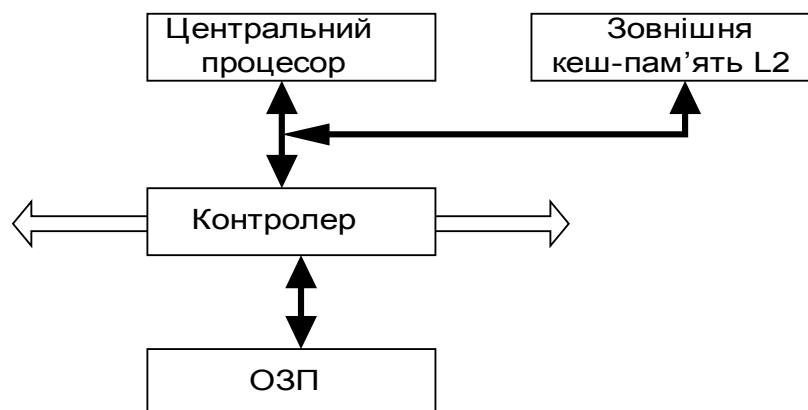 Центральний
процесор
Зовнішня
кеш-пам’ять L2
Контролер
ОЗП